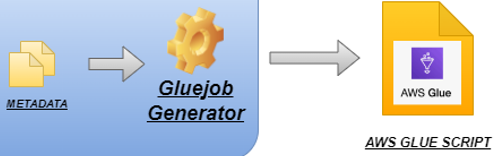 METADATA
Gluejob
Generator
AWS Glue
AWS GLUE SCRIPT